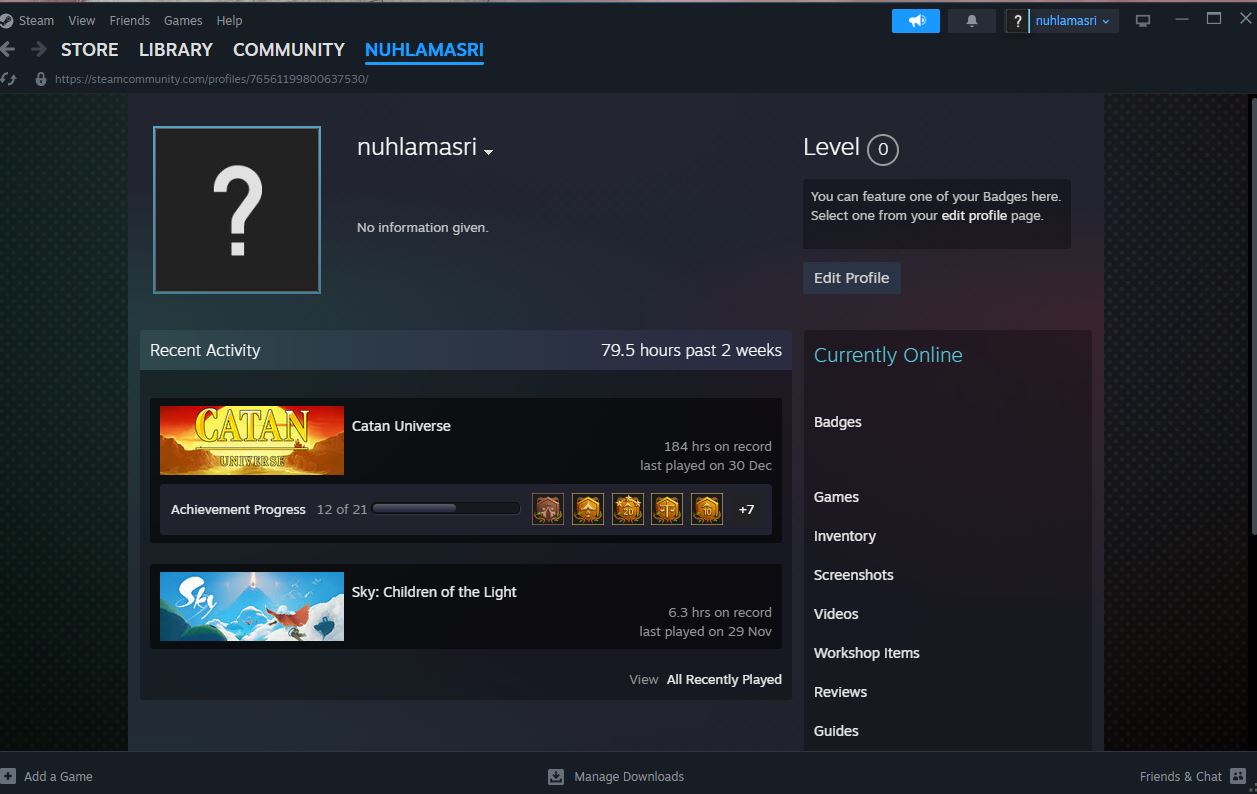 Steam View Friends Games Help
? nuhlamasri
STORE LIBRARY COMMUNITY NUHLAMASRI
https://steamcommunity.com/profiles/76561199800637530/
?
nuhlamasri
No information given.
Level 0
You can feature one of your Badges here.
Select one from your edit profile page.
Edit Profile
Recent Activity 79.5 hours past 2 weeks
CATAN
UNIVERSE
Catan Universe
184 hrs on record
last played on 30 Dec
Achievement Progress 12 of 21
20
10
+7
Sky
Sky: Children of the Light
6.3 hrs on record
last played on 29 Nov
View All Recently Played
Currently Online
Badges
Games
Inventory
Screenshots
Videos
Workshop Items
Reviews
Guides
Add a Game
Manage Downloads
Friends & Chat